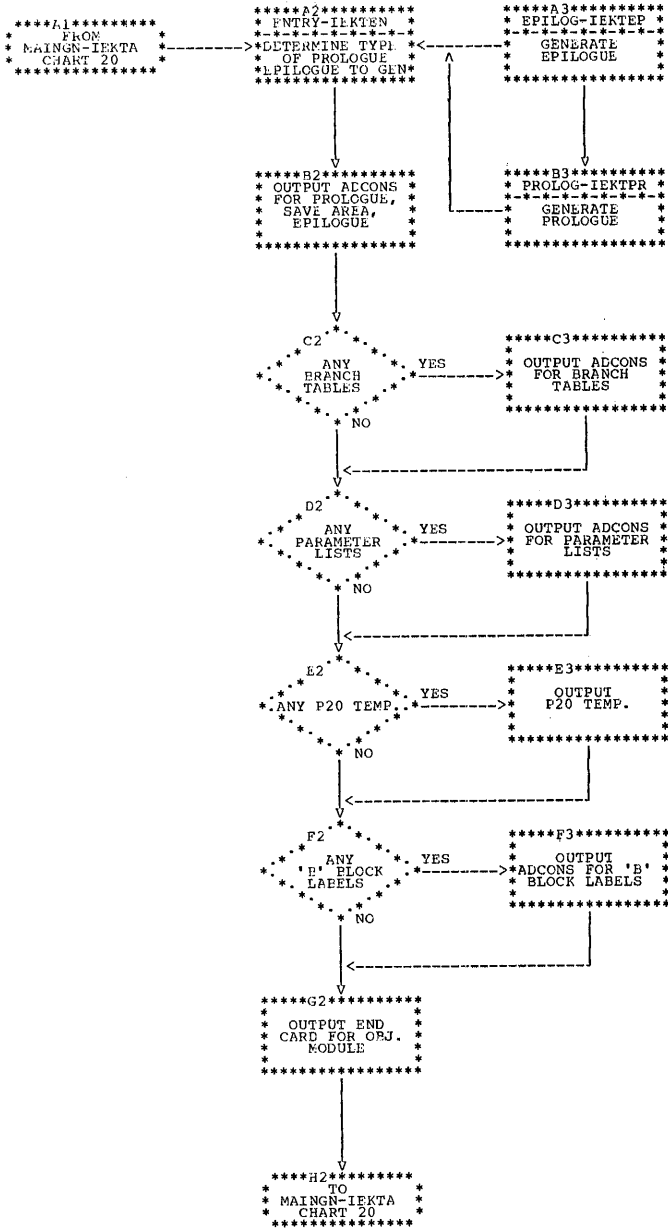 A1
FROM
MAINGN-IEKTA
CHART 20
A2
ENTRY-IEKTEN
DETERMINE TYPE
OF PROLOGUE
EPILOGUE TO GEN
A3
EPILOG-IEKTEP
GENERATE
EPILOGUE
B2
OUTPUT ADCONS
FOR PROLOGUE,
SAVE AREA,
EPILOGUE
B3
PROLOG-IEKTPR
GENERATE
PROLOGUE
C2
ANY
BRANCH
TABLES
YES
NO
C3
OUTPUT ADCONS
FOR BRANCH
TABLES
D2
ANY
PARAMETER
LISTS
YES
NO
D3
OUTPUT ADCONS
FOR PARAMETER
LISTS
E2
ANY P20 TEMP.
YES
NO
E3
OUTPUT
P20 TEMP.
F2
ANY
'B' BLOCK
LABELS
YES
NO
F3
OUTPUT
ADCONS FOR 'B'
BLOCK LABELS
G2
OUTPUT END
CARD FOR OBJ.
MODULE
H2
TO
MAINGN-IEKTA
CHART 20